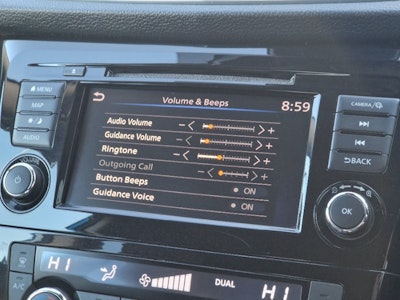 MENU
MAP
AUDIO
Volume & Beeps
8:59
Audio Volume
Guidance Volume
Ringtone
Outgoing Call
Button Beeps
ON
Guidance Voice
ON
CAMERA/
BACK
OK
A/C
HI
DUAL
HI